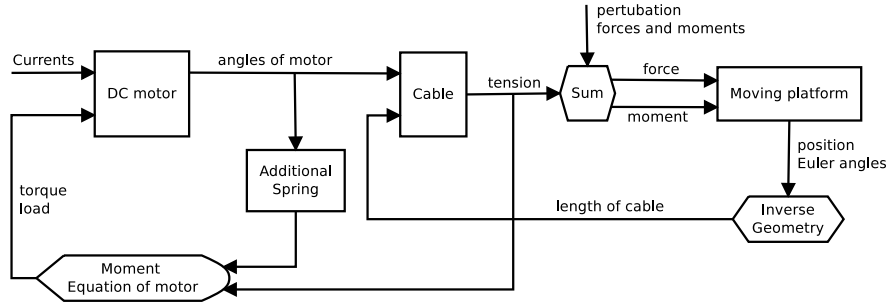 pertubation
forces and moments
Currents
angles of motor
DC motor
Cable
tension
Sum
force
moment
Moving platform
position
Euler angles
Additional
Spring
torque
load
length of cable
Inverse
Geometry
Moment
Equation of motor